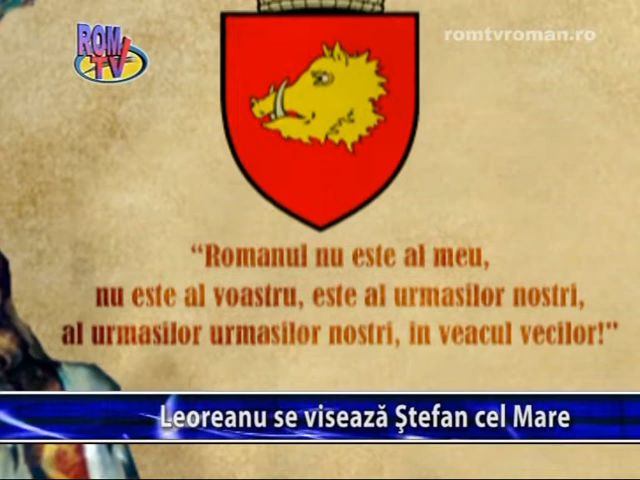 ROM
TV
romtvroman.ro
“Romanul nu este al meu,
nu este al voastru, este al urmasilor nostri,
al urmasilor urmasilor nostri, in veacul vecilor!”
Leoreanu se visează Ştefan cel Mare